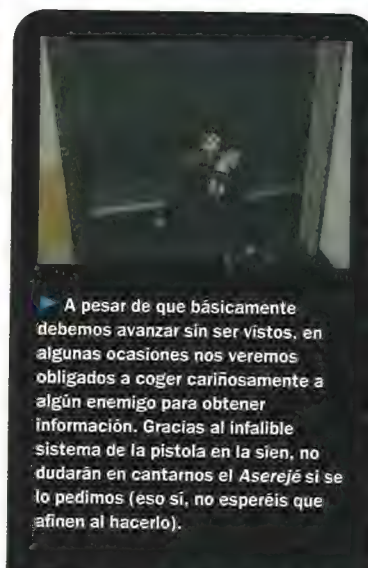 A pesar de que básicamente
debemos avanzar sin ser vistos, en
algunas ocasiones nos veremos
obligados a coger cariñosamente a
algún enemigo para obtener
información. Gracias al infalible
sistema de la pistola en la sien, no
dudarán en cantarnos el Aserejé si se
lo pedimos (eso sí, no esperéis que
afinen al hacerlo).